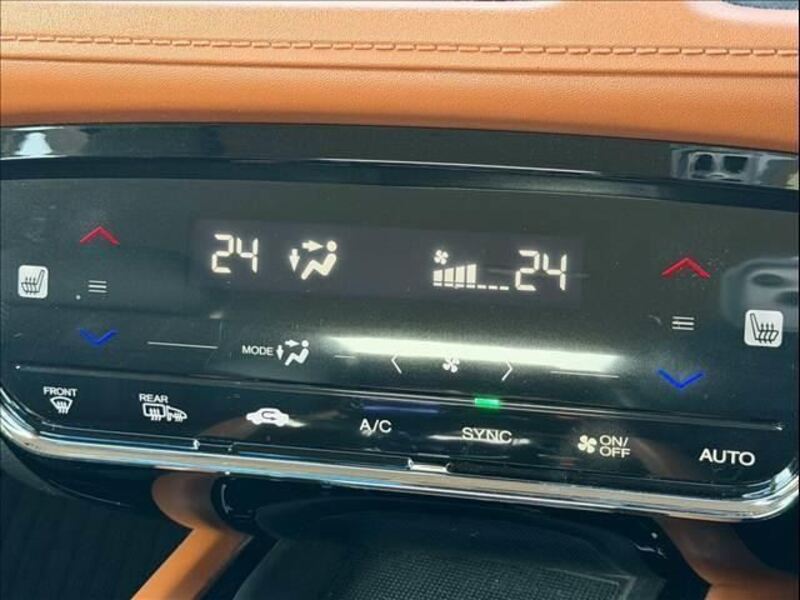 24 24
MODE
FRONT
REAR
A/C
SYNC
ON/
OFF
AUTO